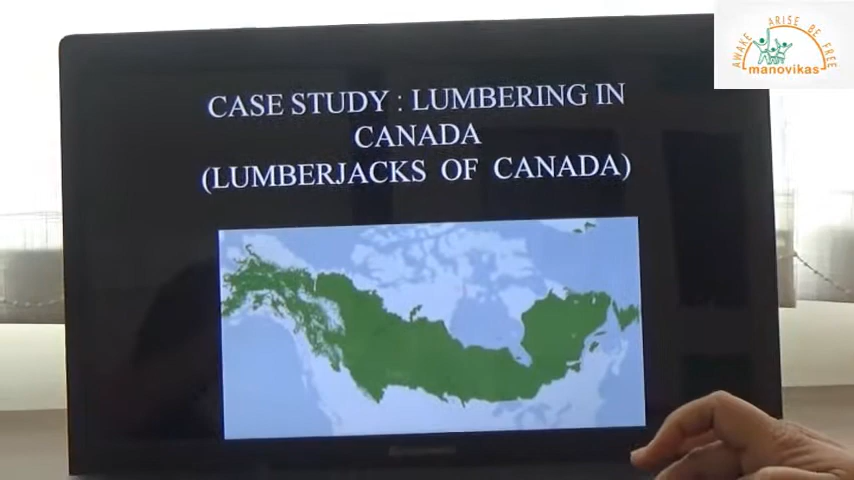 AWAKE ARISE BE FREE
manovikas
CASE STUDY : LUMBERING IN
CANADA
(LUMBERJACKS OF CANADA)